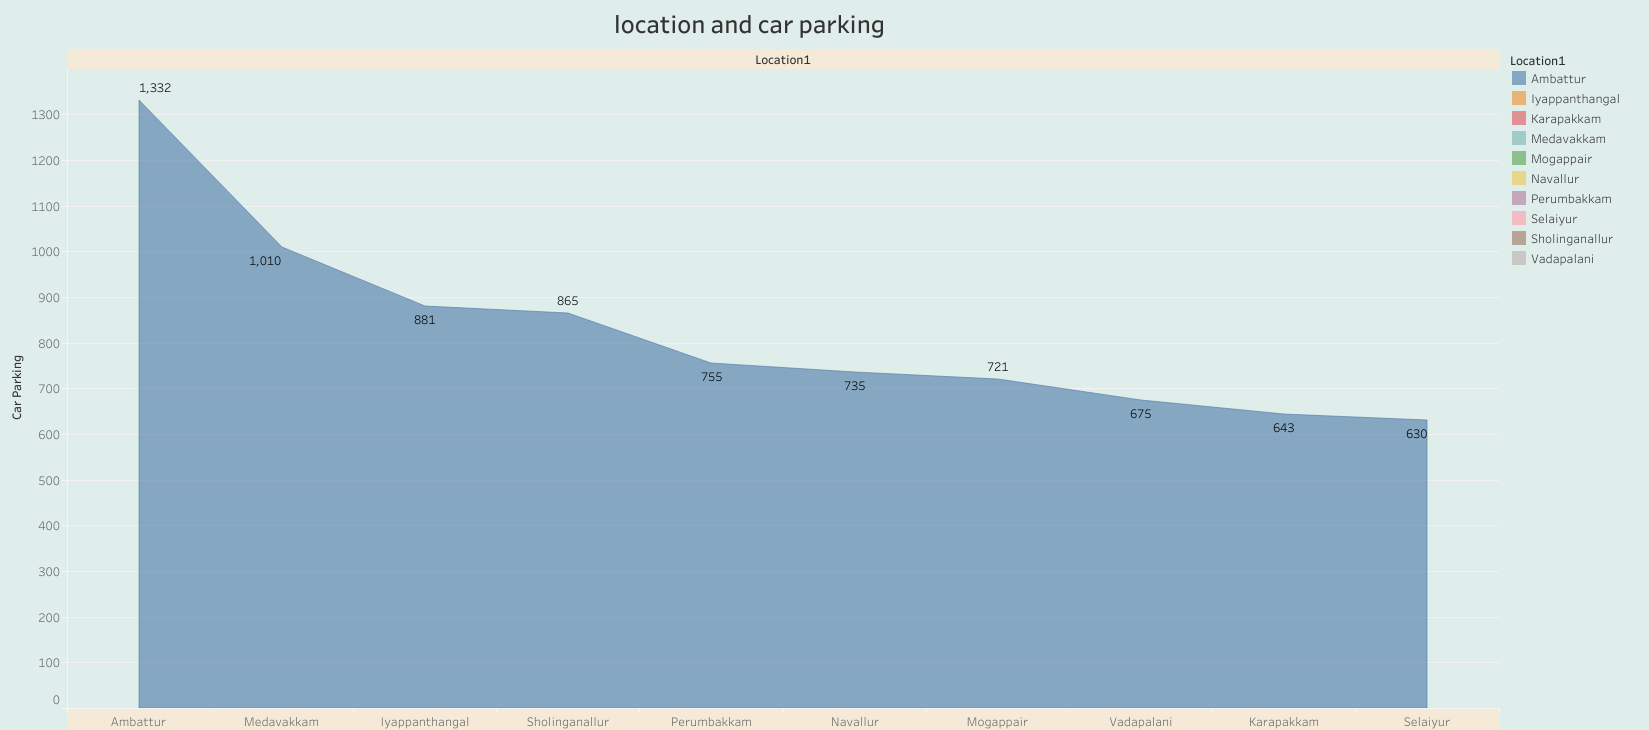 location and car parking
Location1
Car Parking
1300
1200
1100
1000
900
800
700
600
500
400
300
200
100
0
1,332
1,010
881
865
755
735
721
675
643
630
Ambattur
Medavakkam
Iyappanthangal
Sholinganallur
Perumbakkam
Navallur
Mogappair
Vadapalani
Karapakkam
Selaiyur
Location1
Ambattur
Iyappanthangal
Karapakkam
Medavakkam
Mogappair
Navallur
Perumbakkam
Selaiyur
Sholinganallur
Vadapalani